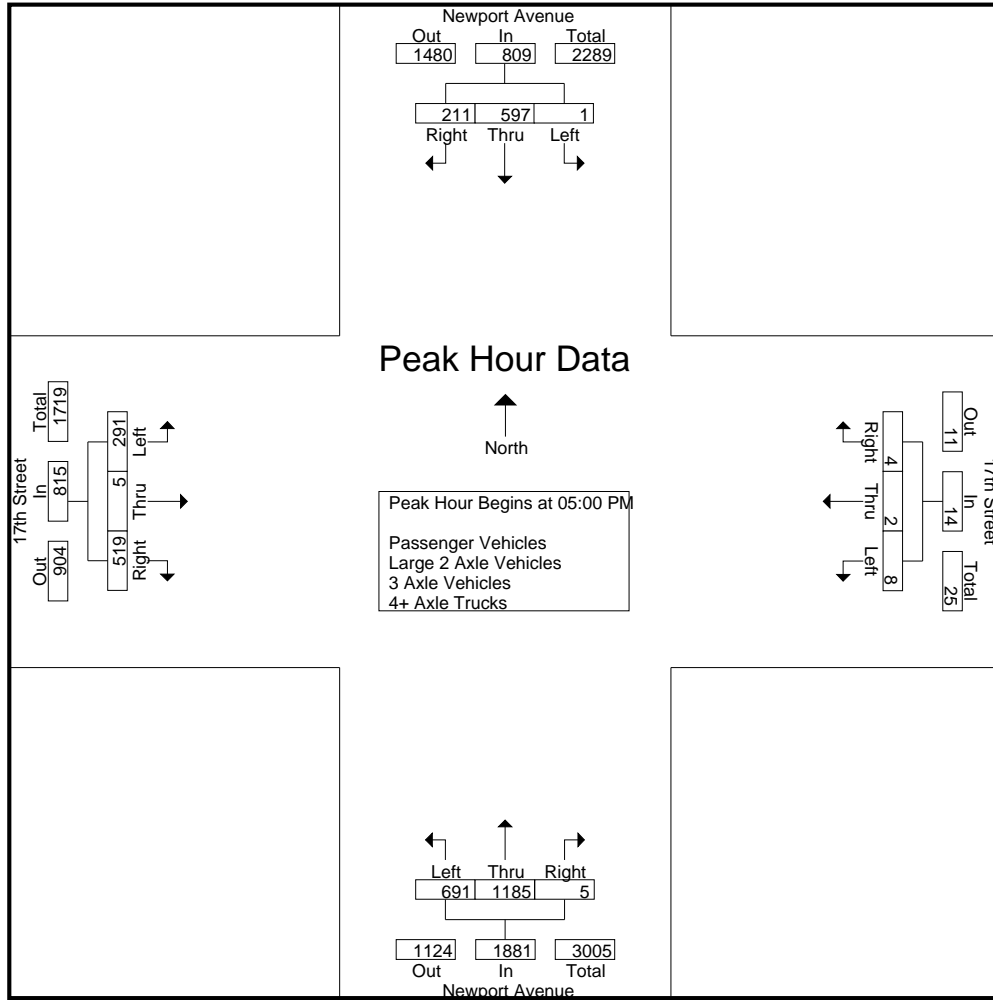 Newport Avenue
Out In Total
1480 809 2289
211 597 1
Right Thru Left
Peak Hour Data
North
Peak Hour Begins at 05:00 PM
Passenger Vehicles
Large 2 Axle Vehicles
3 Axle Vehicles
4+ Axle Trucks
17th Street
Out In Total
904 815 1719
519 5 291
Right Thru Left
17th Street
Out In Total
11 14 25
4 2 8
Right Thru Left
Left Thru Right
691 1185 5
1124 1881 3005
Out In Total
Newport Avenue